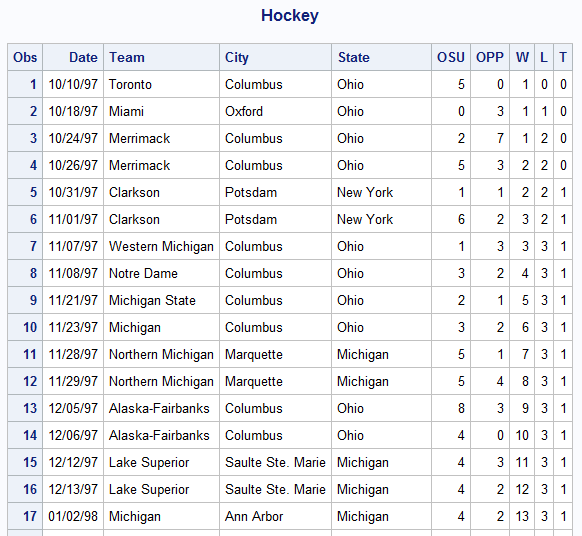 Hockey
Obs Date Team City State OSU OPP W L T
1 10/10/97 Toronto Columbus Ohio 5 0 1 0 0
2 10/18/97 Miami Oxford Ohio 0 3 1 1 0
3 10/24/97 Merrimack Columbus Ohio 2 7 1 2 0
4 10/26/97 Merrimack Columbus Ohio 5 3 2 2 0
5 10/31/97 Clarkson Potsdam New York 1 1 2 2 1
6 11/01/97 Clarkson Potsdam New York 6 2 3 2 1
7 11/07/97 Western Michigan Columbus Ohio 1 3 3 3 1
8 11/08/97 Notre Dame Columbus Ohio 3 2 4 3 1
9 11/21/97 Michigan State Columbus Ohio 2 1 5 3 1
10 11/23/97 Michigan Columbus Ohio 3 2 6 3 1
11 11/28/97 Northern Michigan Marquette Michigan 5 1 7 3 1
12 11/29/97 Northern Michigan Marquette Michigan 5 4 8 3 1
13 12/05/97 Alaska-Fairbanks Columbus Ohio 8 3 9 3 1
14 12/06/97 Alaska-Fairbanks Columbus Ohio 4 0 10 3 1
15 12/12/97 Lake Superior Saulte Ste. Marie Michigan 4 3 11 3 1
16 12/13/97 Lake Superior Saulte Ste. Marie Michigan 4 2 12 3 1
17 01/02/98 Michigan Ann Arbor Michigan 4 2 13 3 1